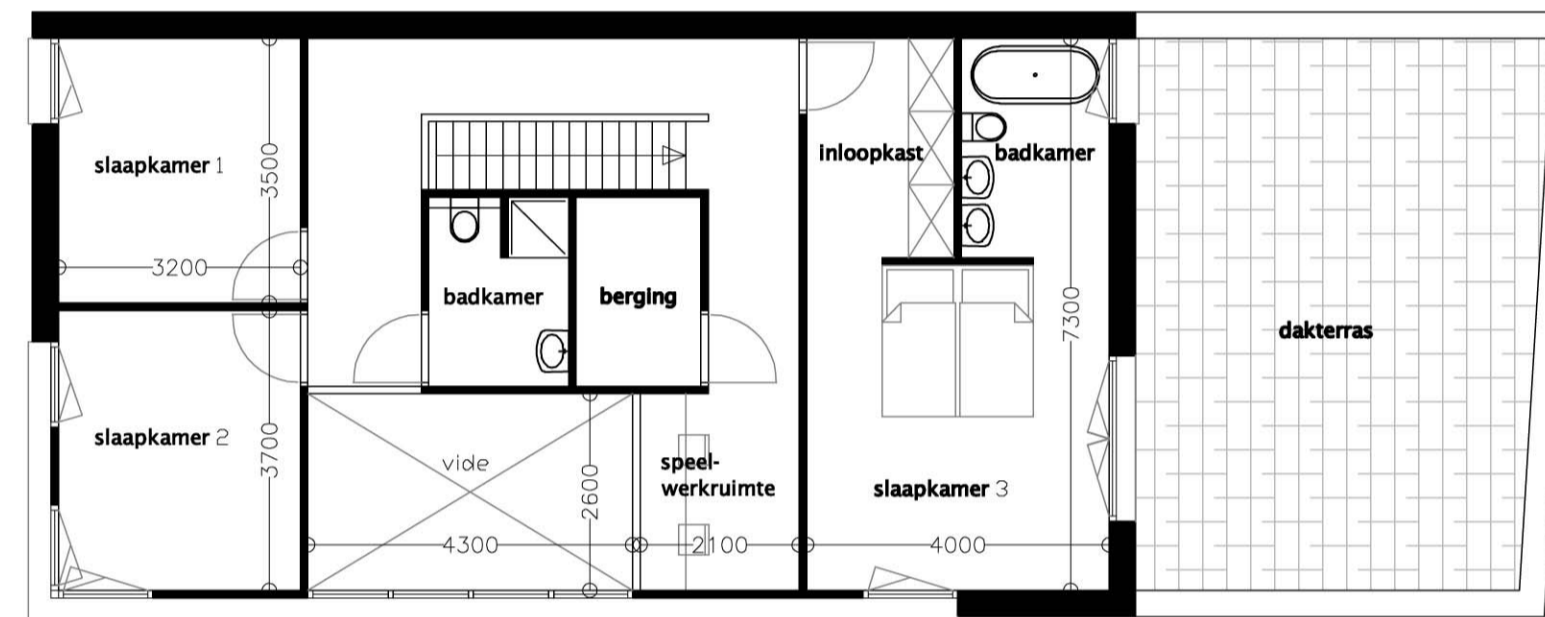 slaapkamer 1
3500
3200
inloopkast
badkamer
7300
badkamer
berging
dakterras
slaapkamer 2
3700
vide
2600
speel-
werkruimte
slaapkamer 3
4300
2100
4000